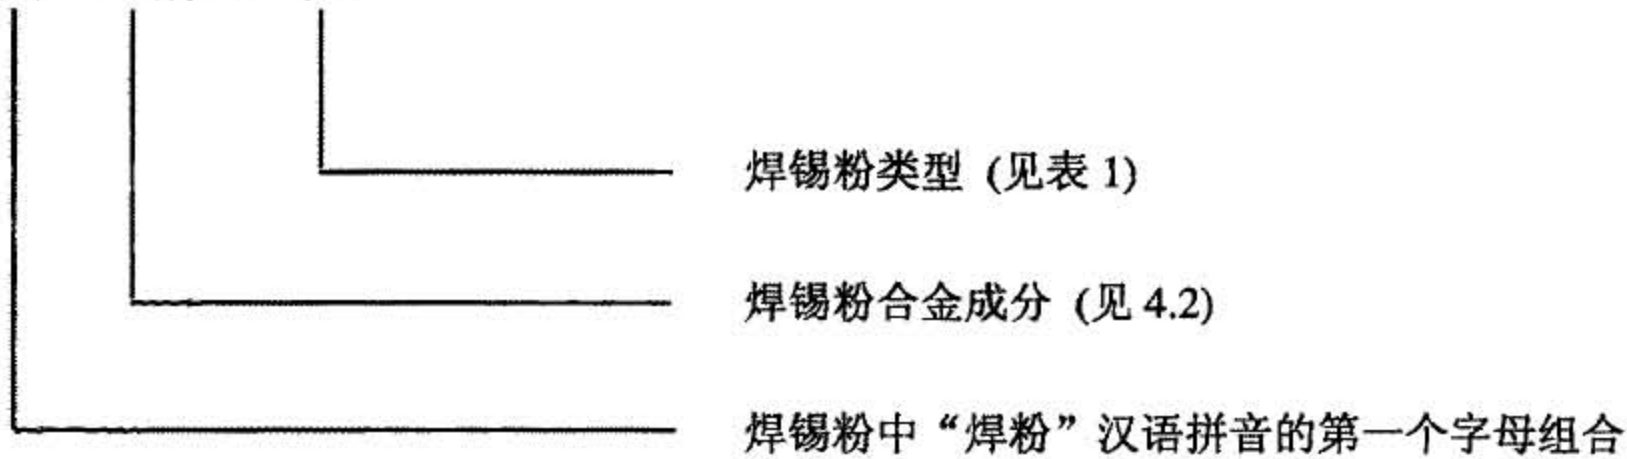 焊锡粉类型 (见表 1)
焊锡粉合金成分 (见 4.2)
焊锡粉中“焊粉”汉语拼音的第一个字母组合